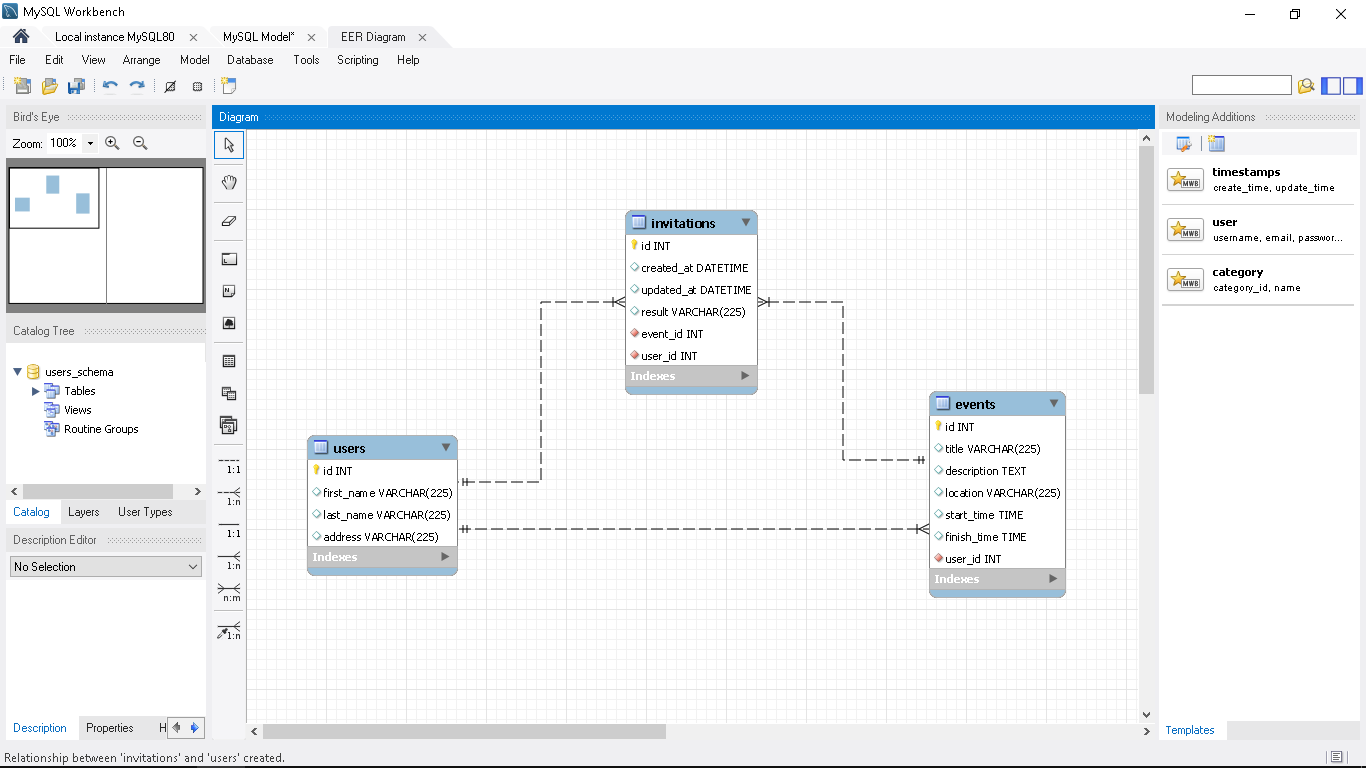 MySQL Workbench
Local instance MySQL80
MySQL Model*
EER Diagram
File Edit View Arrange Model Database Tools Scripting Help
Bird's Eye
Zoom: 100%
Catalog Tree
users_schema
Tables
Views
Routine Groups
Catalog Layers User Types
Description Editor
No Selection
Description Properties H
Diagram
1:1
1:n
1:1
1:n
n:m
1:n
invitations
id INT
created_at DATETIME
updated_at DATETIME
result VARCHAR(225)
event_id INT
user_id INT
Indexes
users
id INT
first_name VARCHAR(225)
last_name VARCHAR(225)
address VARCHAR(225)
Indexes
events
id INT
title VARCHAR(225)
description TEXT
location VARCHAR(225)
start_time TIME
finish_time TIME
user_id INT
Indexes
Modeling Additions
MWB
timestamps
create_time, update_time
MWB
user
username, email, passwor...
MWB
category
category_id, name
Templates
Relationship between 'invitations' and 'users' created.